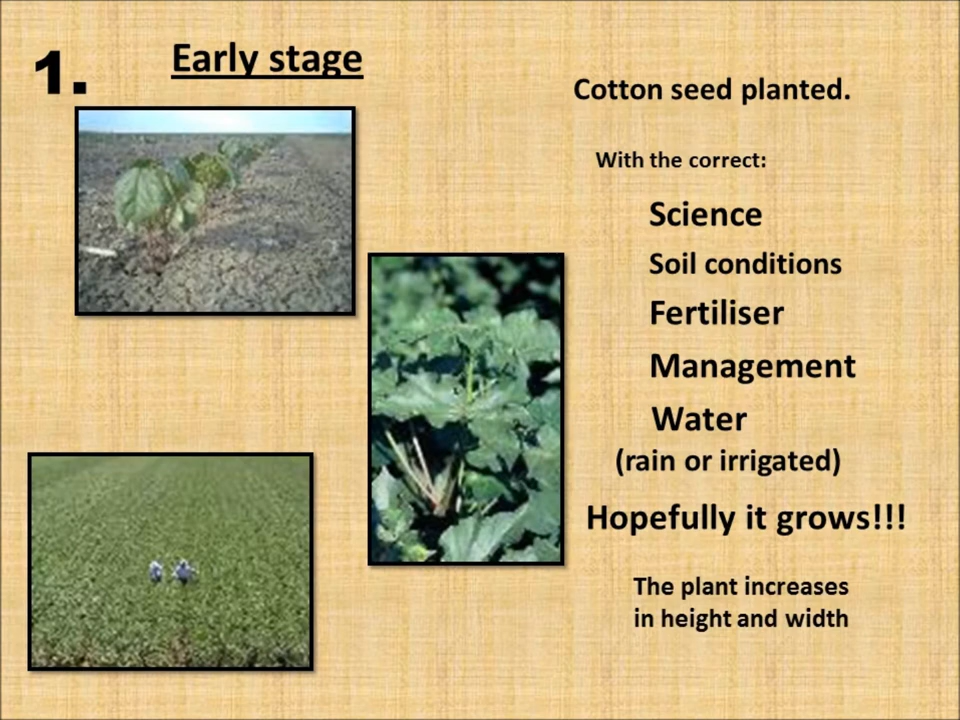 1.
Early stage
Cotton seed planted.
With the correct:
Science
Soil conditions
Fertiliser
Management
Water
(rain or irrigated)
Hopefully it grows!!!
The plant increases
in height and width